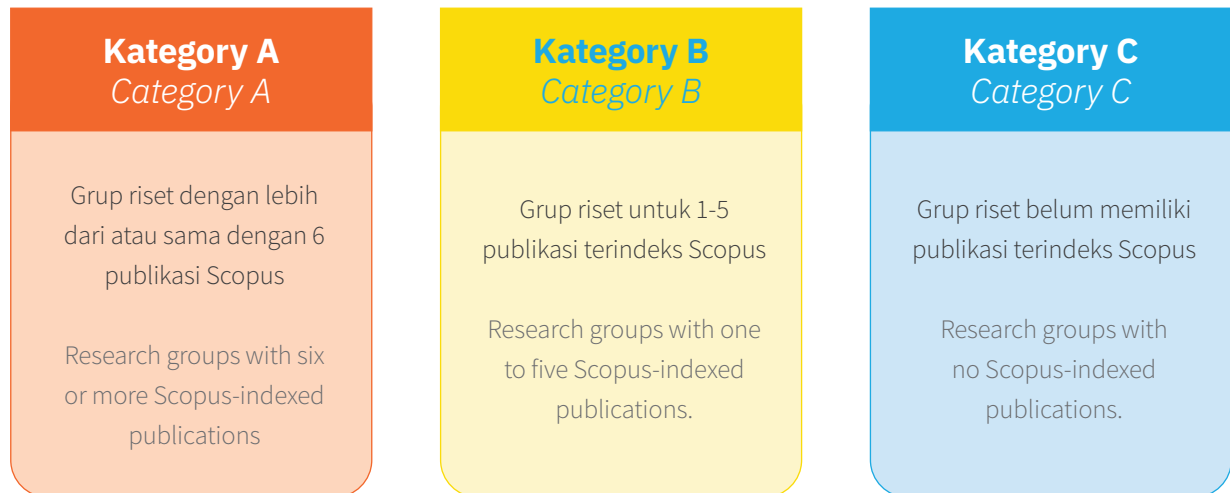 Kategory A
Category A
Grup riset dengan lebih
dari atau sama dengan 6
publikasi Scopus
Research groups with six
or more Scopus-indexed
publications
Kategory B
Category B
Grup riset untuk 1-5
publikasi terindeks Scopus
Research groups with one
to five Scopus-indexed
publications.
Kategory C
Category C
Grup riset belum memiliki
publikasi terindeks Scopus
Research groups with
no Scopus-indexed
publications.